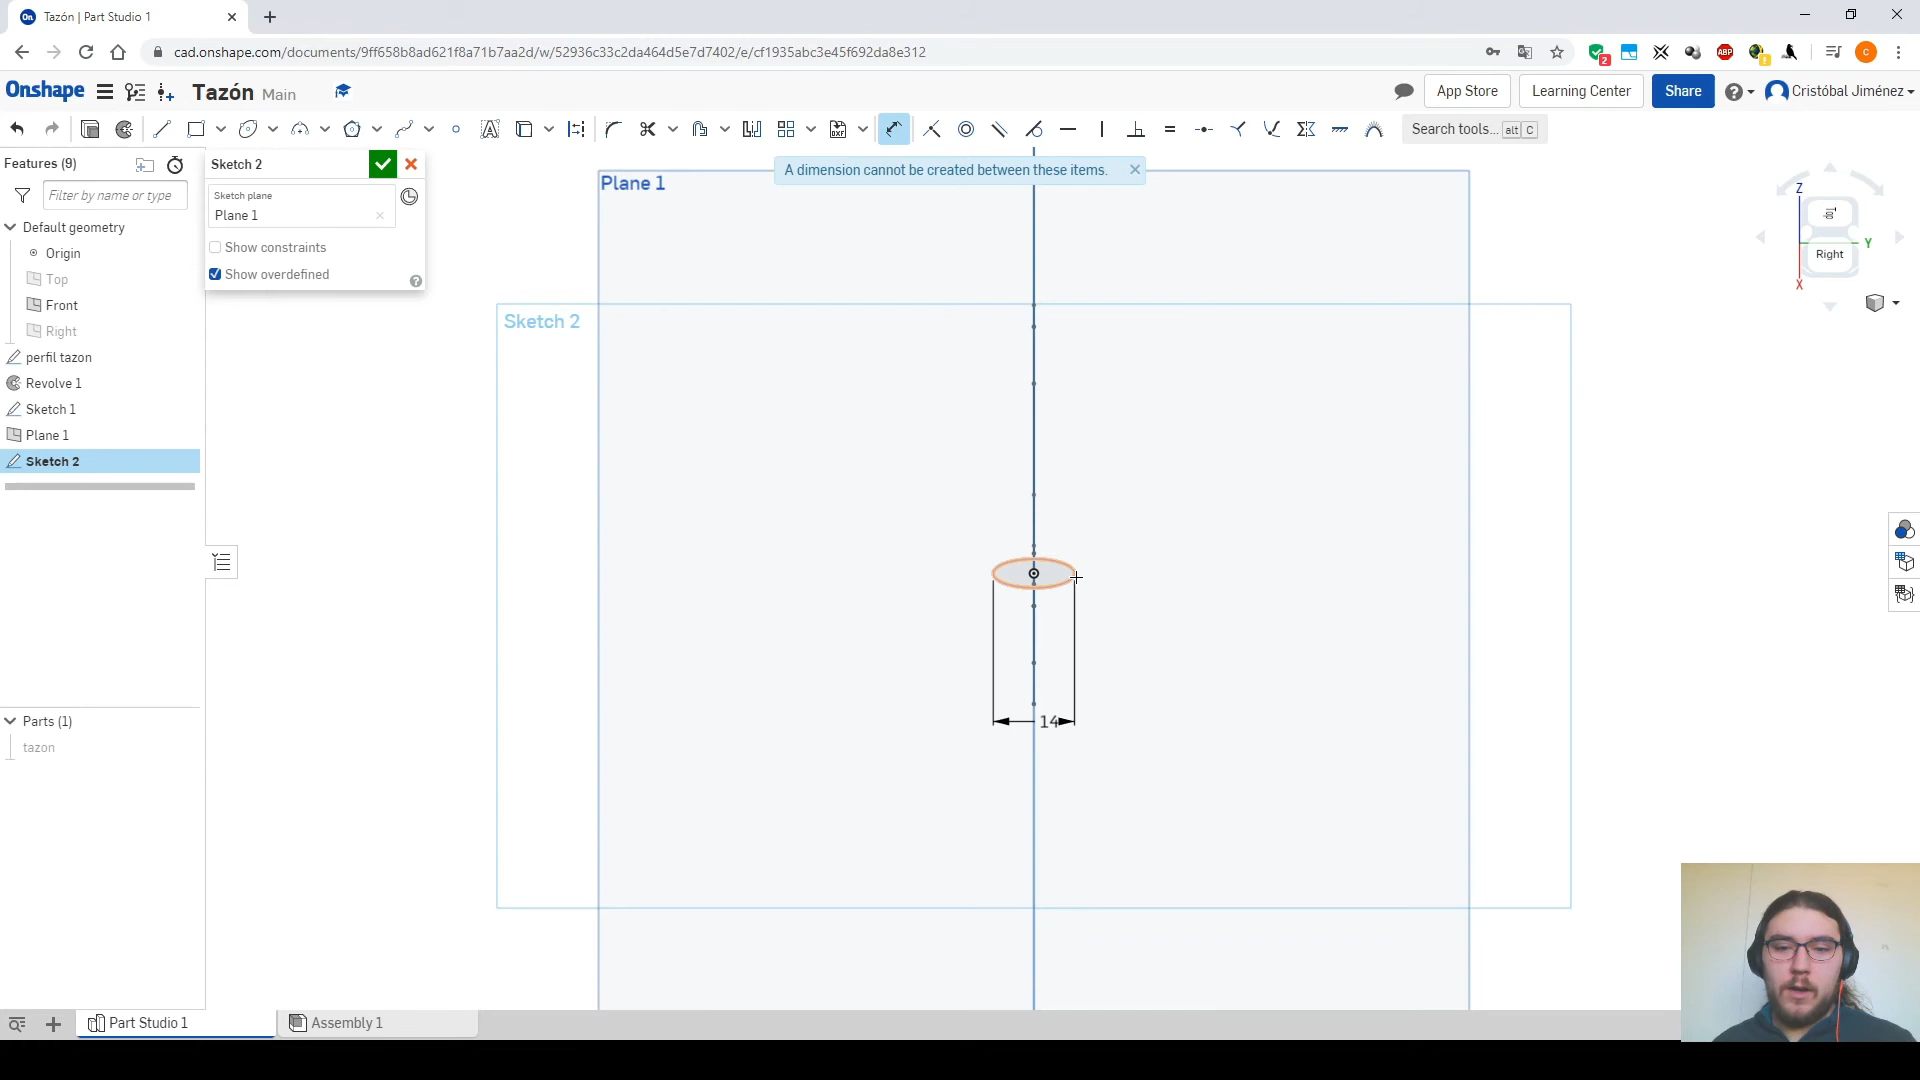 Tazón | Part Studio 1
cad.onshape.com/documents/9ff658b8ad621f8a71b7aa2d/w/52936c33c2da464d5e7d7402/e/cf1935abc3e45f692da8e312
2
ABP
C
Onshape
Tazón Main
App Store
Learning Center
Share
Cristóbal Jiménez
DXF
Search tools... alt C
Features (9)
Filter by name or type
Default geometry
Origin
Top
Front
Right
perfil tazon
Revolve 1
Sketch 1
Plane 1
Sketch 2
Sketch 2
Sketch plane
Plane 1
Show constraints
Show overdefined
A dimension cannot be created between these items.
Plane 1
Sketch 2
14
Z
Y
Right
X
Parts (1)
tazon
Part Studio 1
Assembly 1